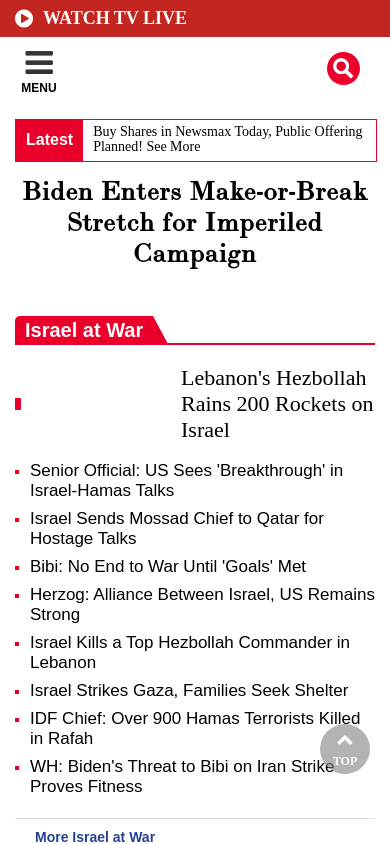 WATCH TV LIVE
MENU
Latest
Buy Shares in Newsmax Today, Public Offering
Planned! See More
Biden Enters Make-or-Break
Stretch for Imperiled
Campaign
Israel at War
Lebanon's Hezbollah
Rains 200 Rockets on
Israel
Senior Official: US Sees 'Breakthrough' in
Israel-Hamas Talks
Israel Sends Mossad Chief to Qatar for
Hostage Talks
Bibi: No End to War Until 'Goals' Met
Herzog: Alliance Between Israel, US Remains
Strong
Israel Kills a Top Hezbollah Commander in
Lebanon
Israel Strikes Gaza, Families Seek Shelter
IDF Chief: Over 900 Hamas Terrorists Killed
in Rafah
WH: Biden's Threat to Bibi on Iran Strike
Proves Fitness
TOP
More Israel at War